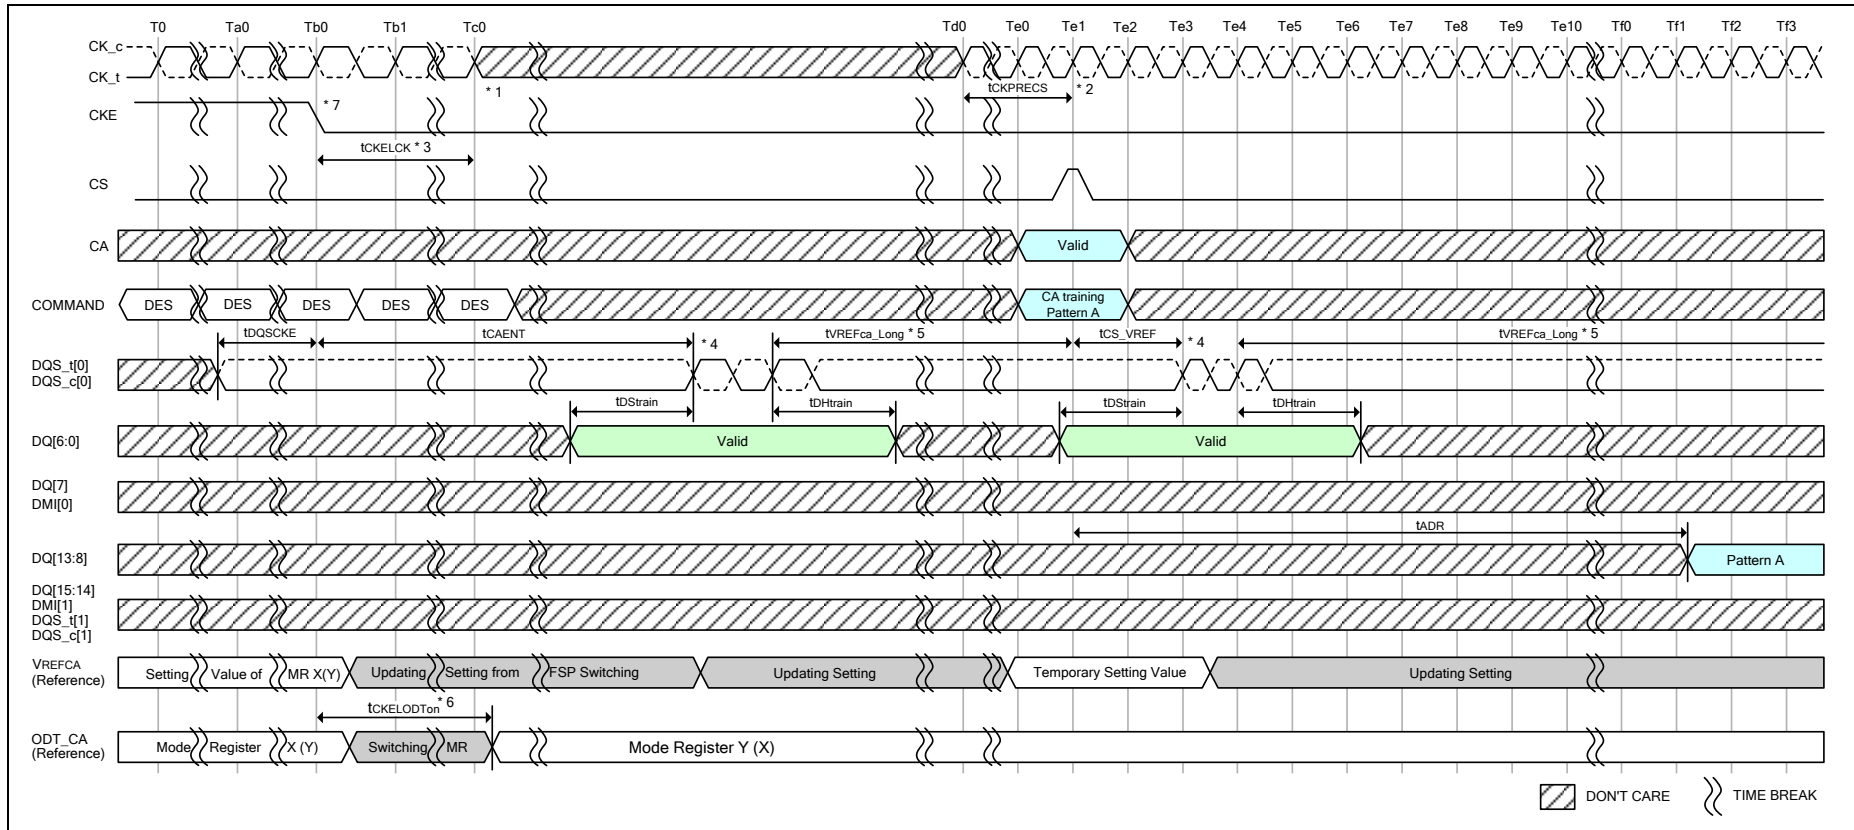 T0 Ta0 Tb0 Tb1 Tc0 Td0 Te0 Te1 Te2 Te3 Te4 Te5 Te6 Te7 Te8 Te9 Te10 Tf0 Tf1 Tf2 Tf3
CK_c
CK_t
* 1
tCKPRECS * 2
CKE
* 7
tCKELCK * 3
CS
CA
Valid
COMMAND
DES DES DES DES DES
CA training
Pattern A
tDQSCKE tCAENT * 4 tVREFca_Long * 5 tCS_VREF * 4 tVREFca_Long * 5
DQS_t[0]
DQS_c[0]
tDStrain tDHtrain tDStrain tDHtrain
DQ[6:0]
Valid Valid
DQ[7]
DMI[0]
tADR
DQ[13:8]
Pattern A
DQ[15:14]
DMI[1]
DQS_t[1]
DQS_c[1]
VREFCA
(Reference)
Setting Value of MR X(Y) Updating Setting from FSP Switching Updating Setting Temporary Setting Value Updating Setting
tCKELODTon * 6
ODT_CA
(Reference)
Mode Register X (Y) Switching MR Mode Register Y (X)
DON'T CARE TIME BREAK